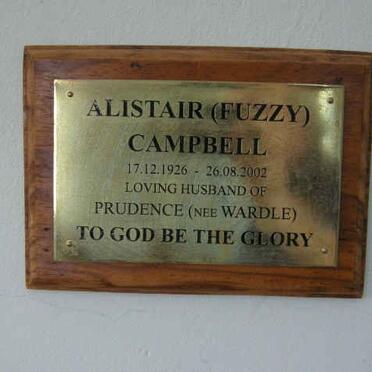 ALISTAIR (FUZZY)
CAMPBELL
17.12.1926 - 26.08.2002
LOVING HUSBAND OF
PRUDENCE (NEE WARDLE)
TO GOD BE THE GLORY